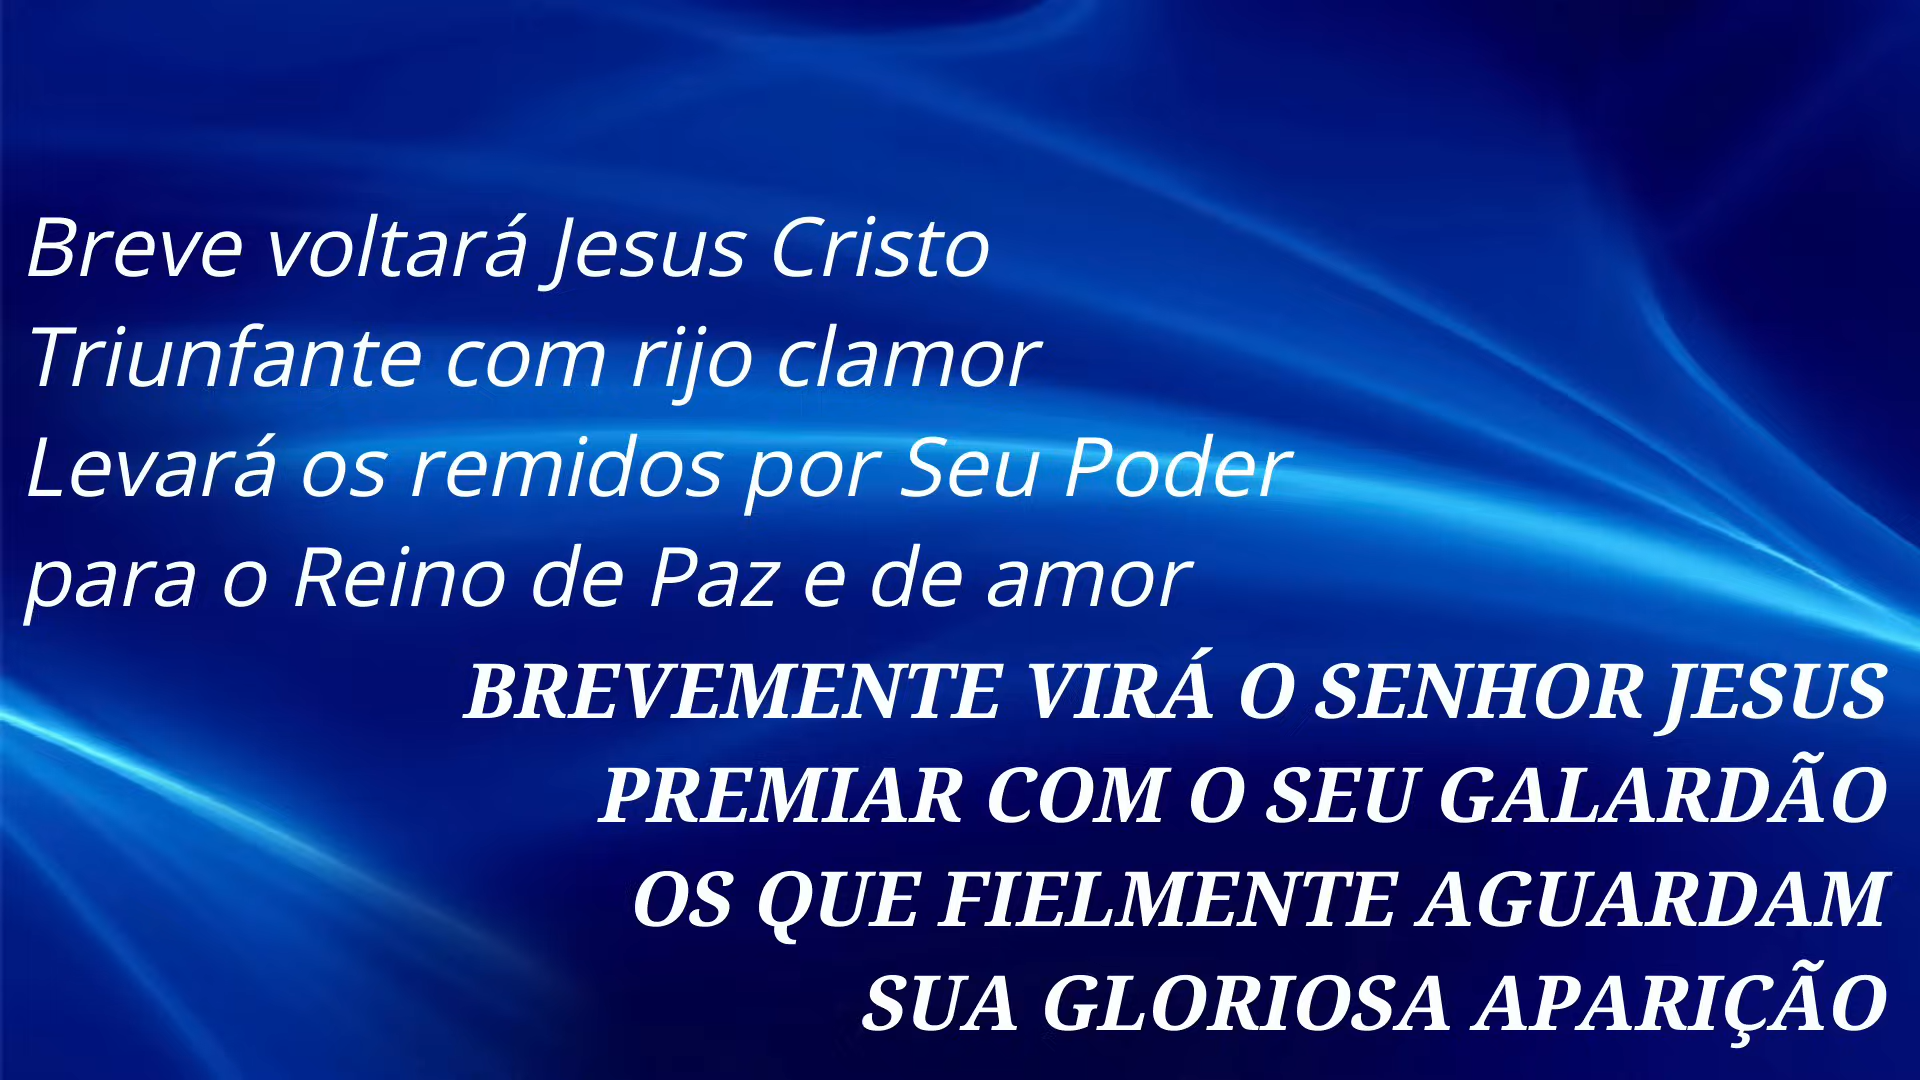 Breve voltará Jesus Cristo
Triunfante com rijo clamor
Levará os remidos por Seu Poder
para o Reino de Paz e de amor
BREVEMENTE VIRÁ O SENHOR JESUS
PREMIAR COM O SEU GALARDÃO
OS QUE FIELMENTE AGUARDAM
SUA GLORIOSA APARIÇÃO